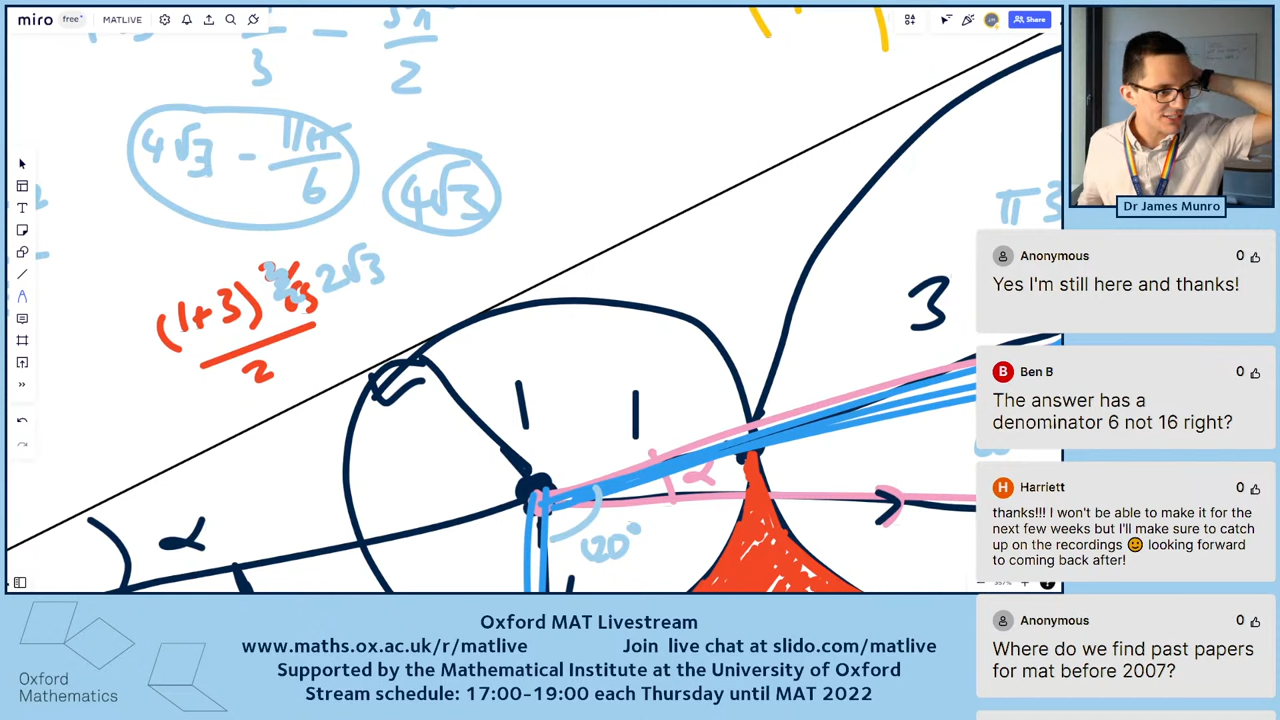 miro free MATLIVE Share
3 2
4√3 - 11π/6 4√3
(1+3) 2√3
2
π 3
3
1 1
α
α
120°
Dr James Munro
Anonymous 0
Yes I'm still here and thanks!
B Ben B 0
The answer has a
denominator 6 not 16 right?
H Harriett 0
thanks!!! I won't be able to make it for the
next few weeks but I'll make sure to catch
up on the recordings 😊 looking forward
to coming back after!
Anonymous 0
Where do we find past papers
for mat before 2007?
Oxford
Mathematics
Oxford MAT Livestream
www.maths.ox.ac.uk/r/matlive Join live chat at slido.com/matlive
Supported by the Mathematical Institute at the University of Oxford
Stream schedule: 17:00-19:00 each Thursday until MAT 2022